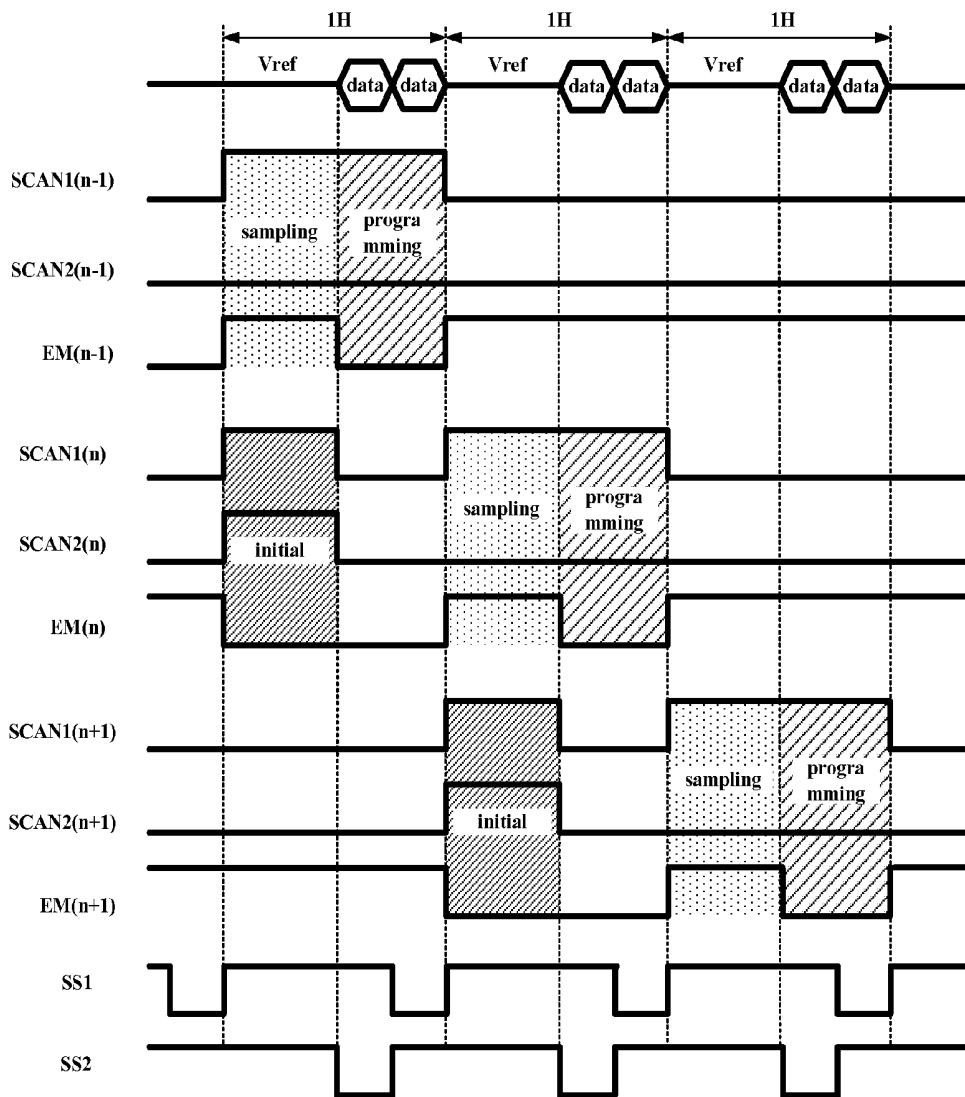 1H 1H 1H
Vref data data Vref data data Vref data data
SCAN1(n-1)
sampling
progra
mming
SCAN2(n-1)
EM(n-1)
SCAN1(n)
sampling
progra
mming
SCAN2(n)
initial
EM(n)
SCAN1(n+1)
sampling
progra
mming
SCAN2(n+1)
initial
EM(n+1)
SS1
SS2